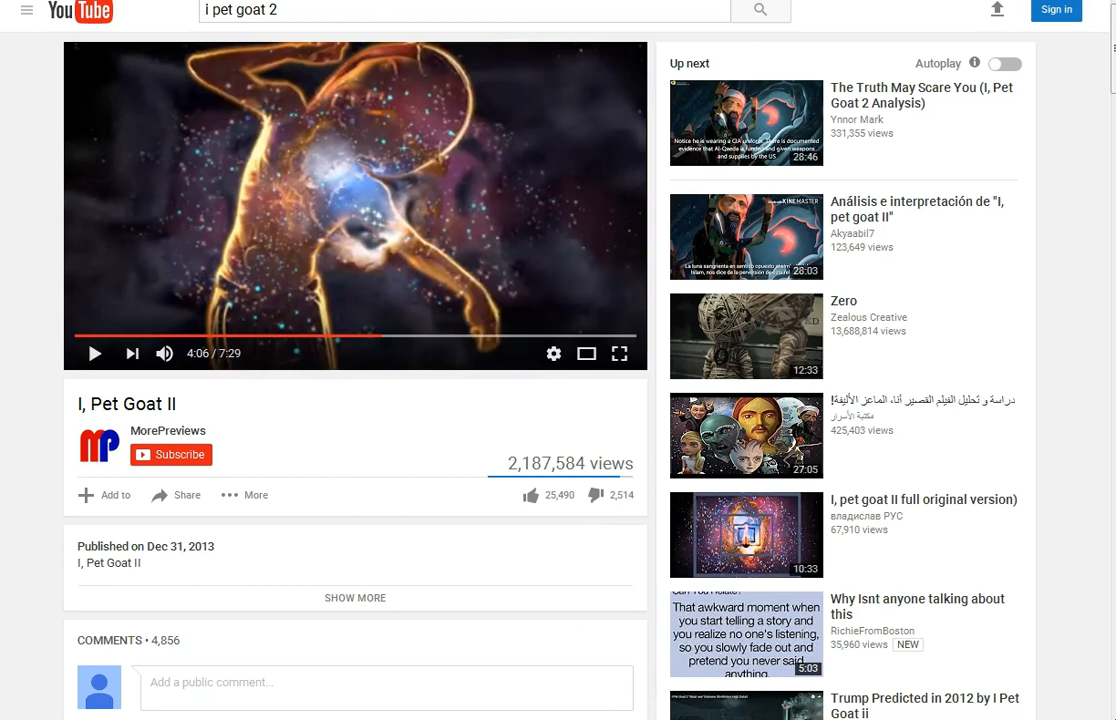 You Tube
i pet goat 2
Sign in
4:06 / 7:29
I, Pet Goat II
MorePreviews
Subscribe
2,187,584 views
Add to
Share
More
25,490
2,514
Published on Dec 31, 2013
I, Pet Goat II
SHOW MORE
COMMENTS • 4,856
Add a public comment...
Up next
Autoplay
Notice he is wearing a CIA uniform. There is documented
evidence that Al-Qaeda is funded and given weapons
and supplies by the US
28:46
The Truth May Scare You (I, Pet
Goat 2 Analysis)
Ynnor Mark
331,355 views
KINEMASTER
La luna sangrienta en sentido opuesto
Islam, nos dice de la perversion
28:03
Análisis e interpretación de "I,
pet goat II"
Akyaabil7
123,649 views
12:33
Zero
Zealous Creative
13,688,814 views
27:05
دراسة و تحليل الفيلم القصير أنا، الماعز الأليفة!
مكتبة الأسرار
425,403 views
10:33
I, pet goat II full original version)
владислав РУС
67,910 views
That awkward moment when
you start telling a story and
you realize no one's listening,
so you slowly fade out and
pretend you never said
anything.
5:03
Why Isnt anyone talking about
this
RichieFromBoston
35,960 views
NEW
Trump Predicted in 2012 by I Pet
Goat ii